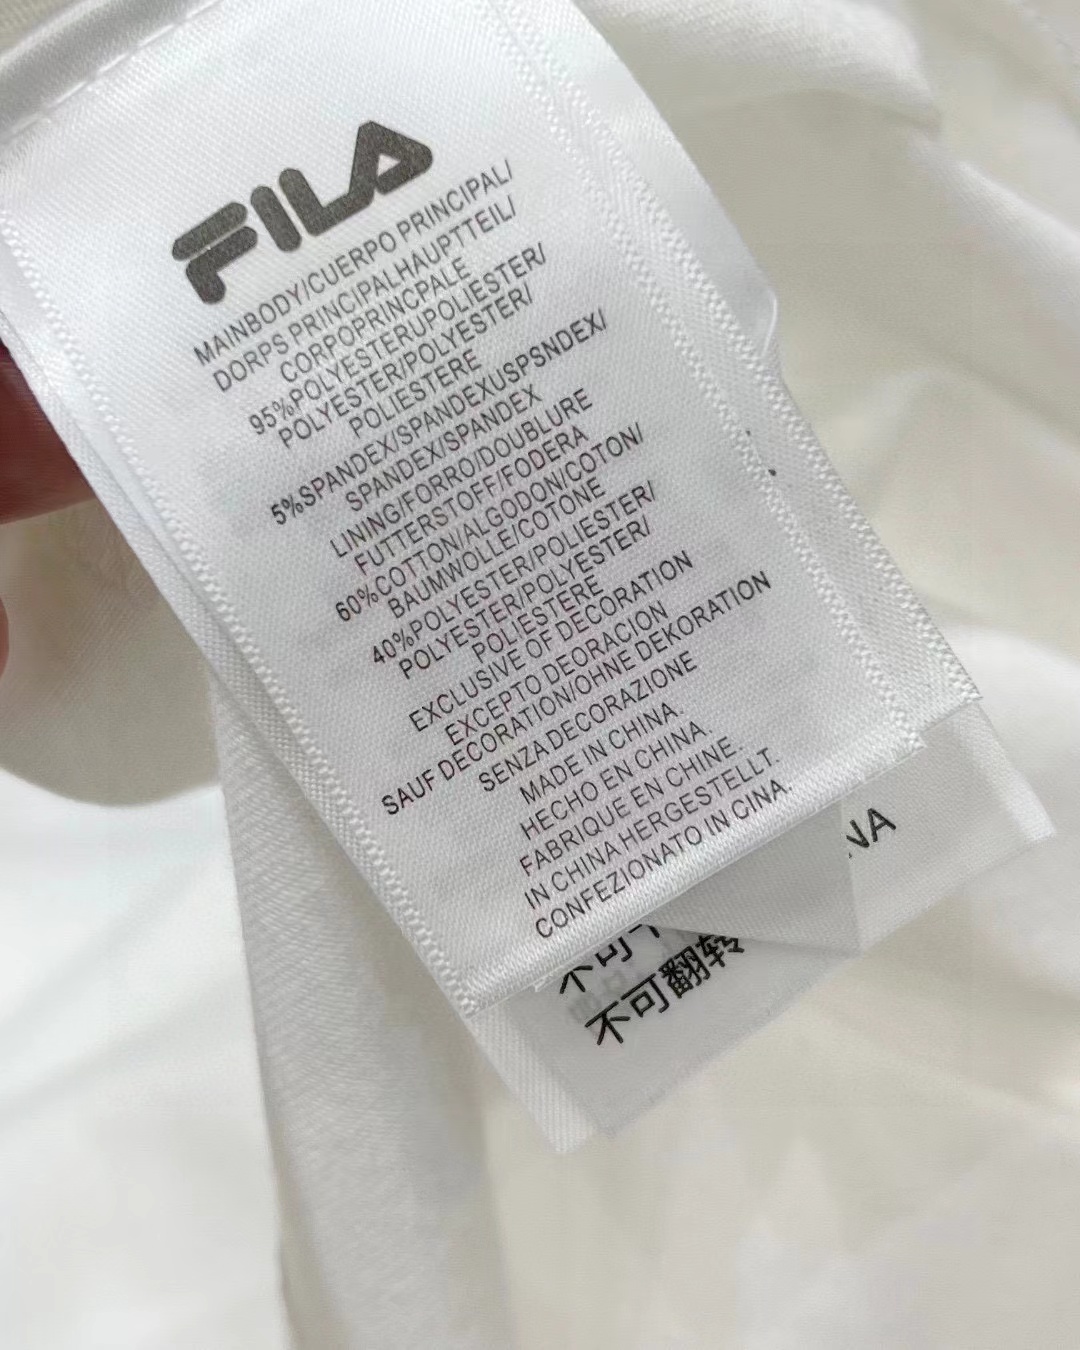 FILA
MAINBODY/CUERPO PRINCIPAL/
DORPS PRINCIPALHAUPTTEIL/
CORPOPRINCPALE
95%POLYESTERUPOLIESTER/
POLYESTER/POLYESTER/
POLIESTERE
5%SPANDEX/SPANDEXUSPSNDEX/
SPANDEX/SPANDEX
LINING/FORRO/DOUBLURE
FUTTERSTOFF/FODERA
60%COTTON/ALGODON/COTON/
BAUMWOLLE/COTONE
40%POLYESTER/POLIESTER/
POLYESTER/POLYESTER/
POLIESTERE
EXCLUSIVE OF DECORATION
EXCEPTO DEORACION
SAUF DECORATION/OHNE DEKORATION
SENZA DECORAZIONE
MADE IN CHINA.
HECHO EN CHINA.
FABRIQUE EN CHINE.
IN CHINA HERGESTELLT.
CONFEZIONATO IN CINA.
NA
不可干
不可翻转